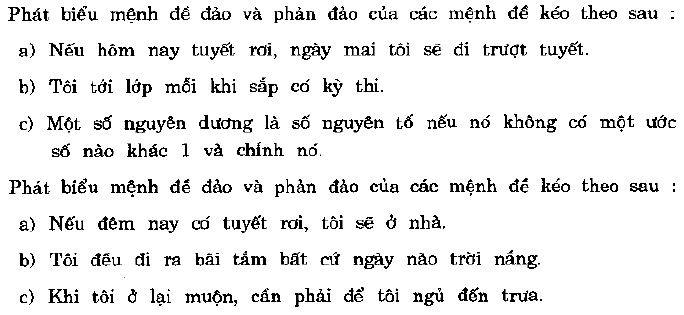 Phát biểu mệnh đề đảo và phản đảo của các mệnh đề kéo theo sau :
a) Nếu hôm nay tuyết rơi, ngày mai tôi sẽ đi trượt tuyết.
b) Tôi tới lớp mỗi khi sắp có kỳ thi.
c) Một số nguyên dương là số nguyên tố nếu nó không có một ước
số nào khác 1 và chính nó.
Phát biểu mệnh đề đảo và phản đảo của các mệnh đề kéo theo sau :
a) Nếu đêm nay có tuyết rơi, tôi sẽ ở nhà.
b) Tôi đều đi ra bãi tắm bất cứ ngày nào trời nắng.
c) Khi tôi ở lại muộn, cần phải để tôi ngủ đến trưa.